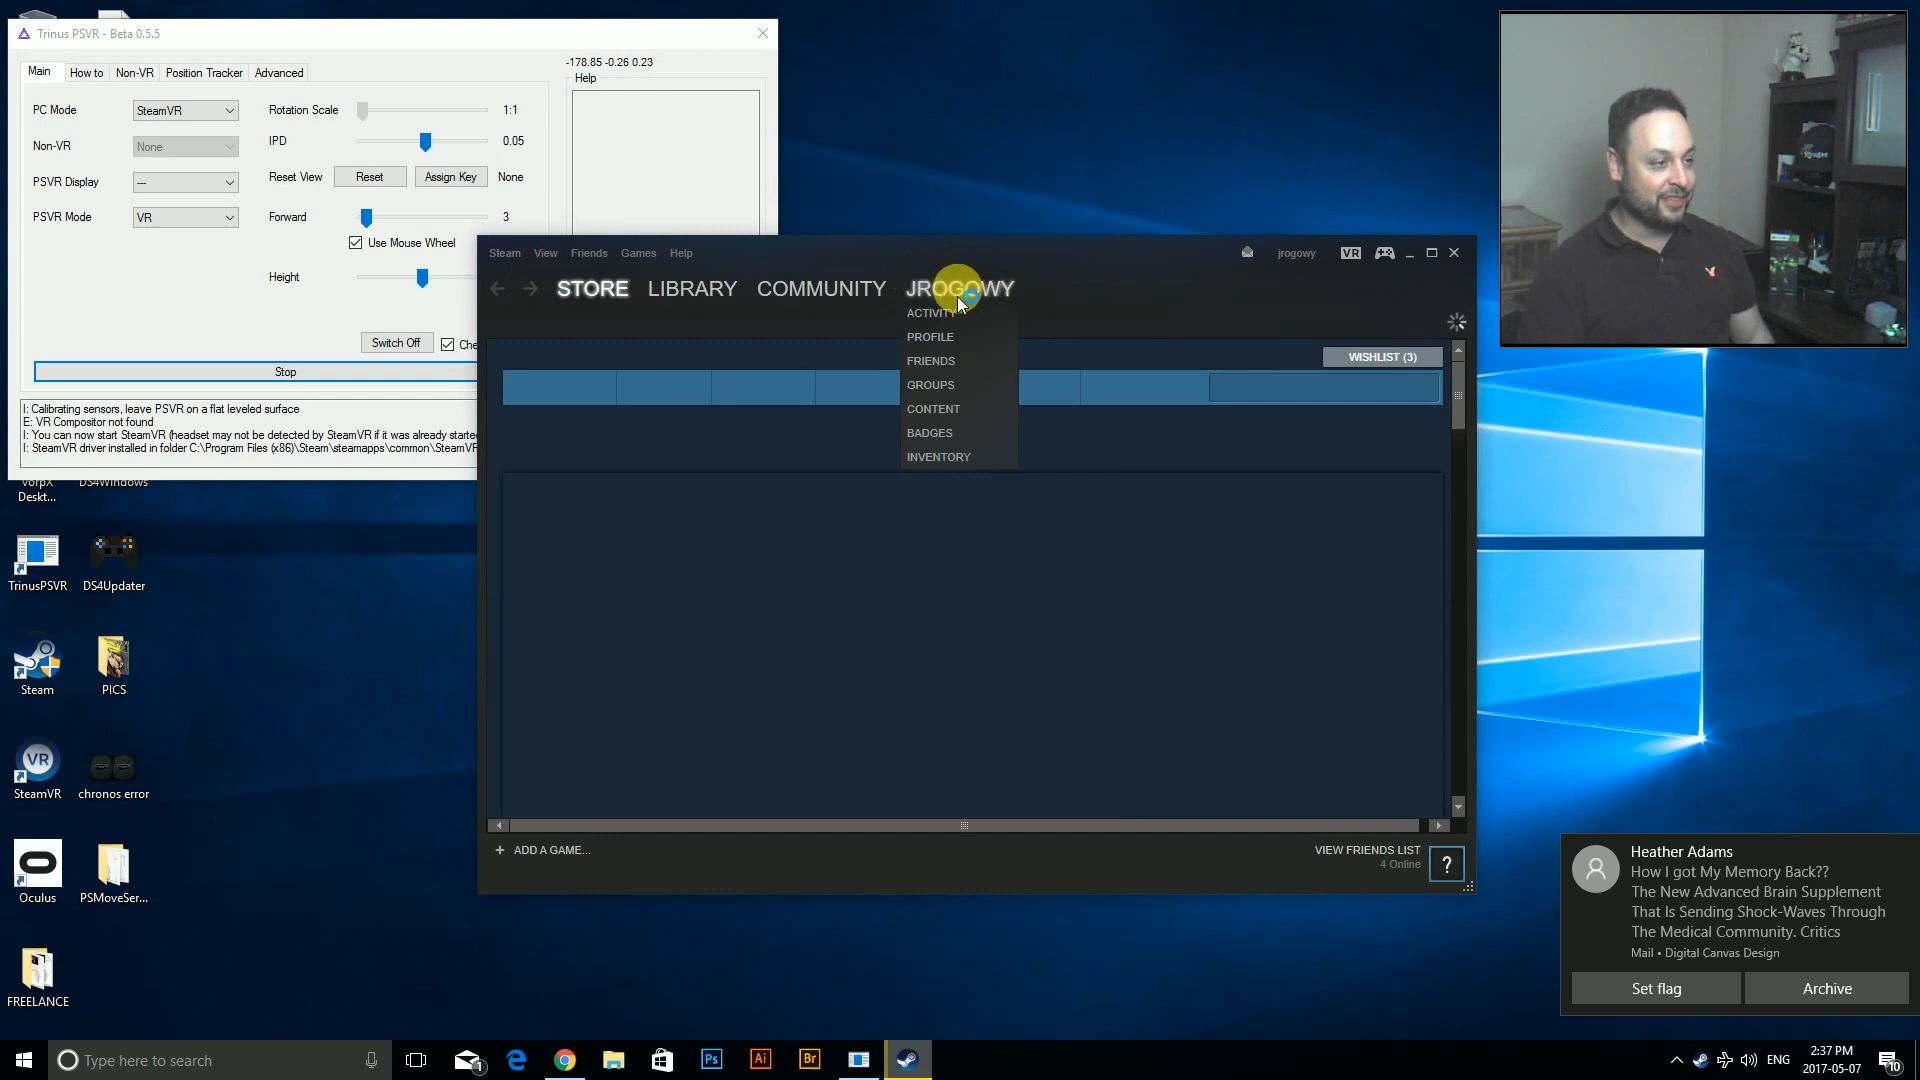 Trinus PSVR - Beta 0.5.5
Main
How to
Non-VR
Position Tracker
Advanced
-178.85 -0.26 0.23
Help
PC Mode
SteamVR
Rotation Scale
1:1
IPD
0.05
Non-VR
None
Reset View
Reset
Assign Key
None
PSVR Display
---
PSVR Mode
VR
Forward
3
Use Mouse Wheel
Height
Switch Off
Che
Stop
I: Calibrating sensors, leave PSVR on a flat leveled surface
E: VR Compositor not found
I: You can now start SteamVR (headset may not be detected by SteamVR if it was already starte
I: SteamVR driver installed in folder C:\Program Files (x86)\Steam\steamapps\common\SteamVR
Steam
View
Friends
Games
Help
jrogowy
VR
STORE
LIBRARY
COMMUNITY
JROGOWY
ACTIVITY
PROFILE
FRIENDS
GROUPS
CONTENT
BADGES
INVENTORY
WISHLIST (3)
+ ADD A GAME...
VIEW FRIENDS LIST
4 Online
?
VorpX
Deskt...
DS4Windows
TrinusPSVR
DS4Updater
Steam
PICS
VR
SteamVR
chronos error
Oculus
PSMoveSer...
FREELANCE
Heather Adams
How I got My Memory Back??
The New Advanced Brain Supplement
That Is Sending Shock-Waves Through
The Medical Community. Critics
Mail • Digital Canvas Design
Set flag
Archive
Type here to search
1
Ps
Ai
Br
ENG
2:37 PM
2017-05-07
10